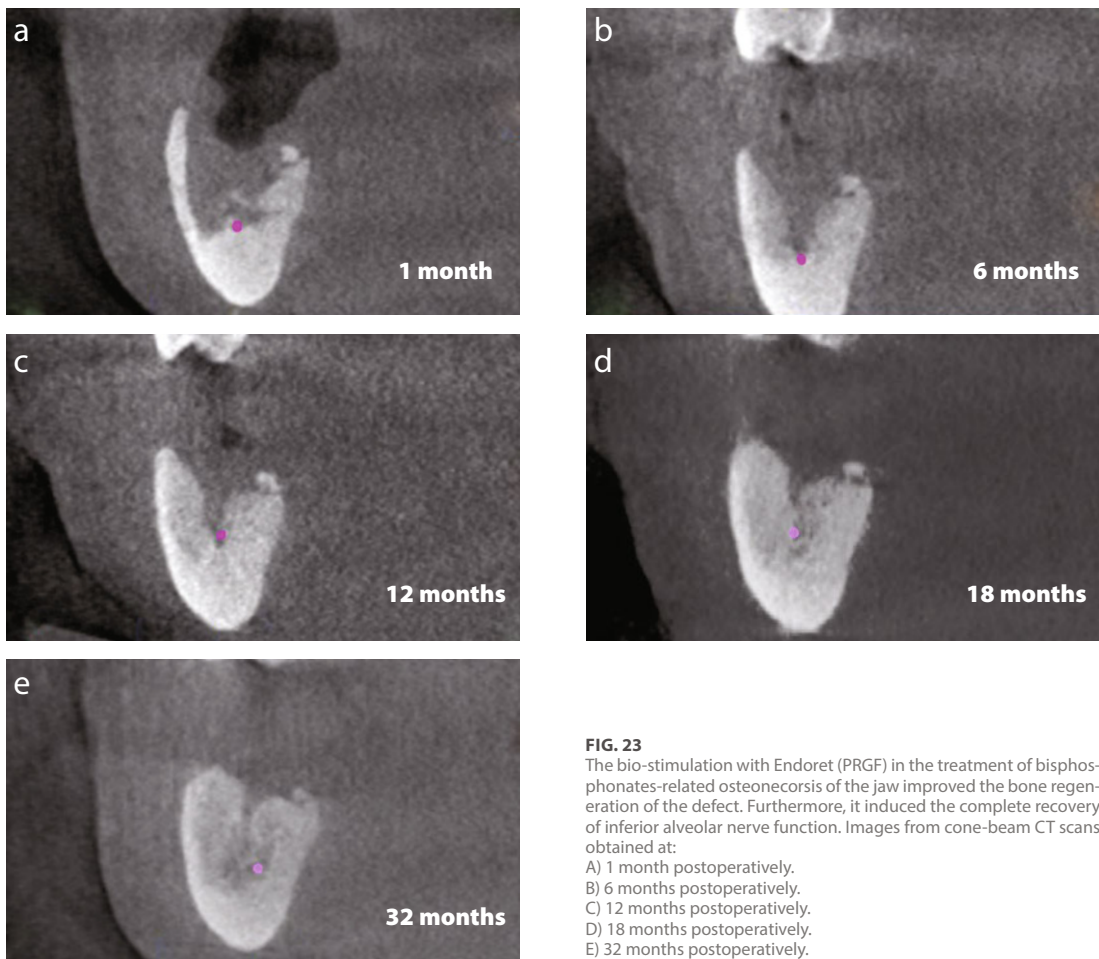 a
1 month
b
6 months
c
12 months
d
18 months
e
32 months
FIG. 23
The bio-stimulation with Endoret (PRGF) in the treatment of bisphos-
phonates-related osteonecorsis of the jaw improved the bone regen-
eration of the defect. Furthermore, it induced the complete recovery
of inferior alveolar nerve function. Images from cone-beam CT scans
obtained at:
A) 1 month postoperatively.
B) 6 months postoperatively.
C) 12 months postoperatively.
D) 18 months postoperatively.
E) 32 months postoperatively.